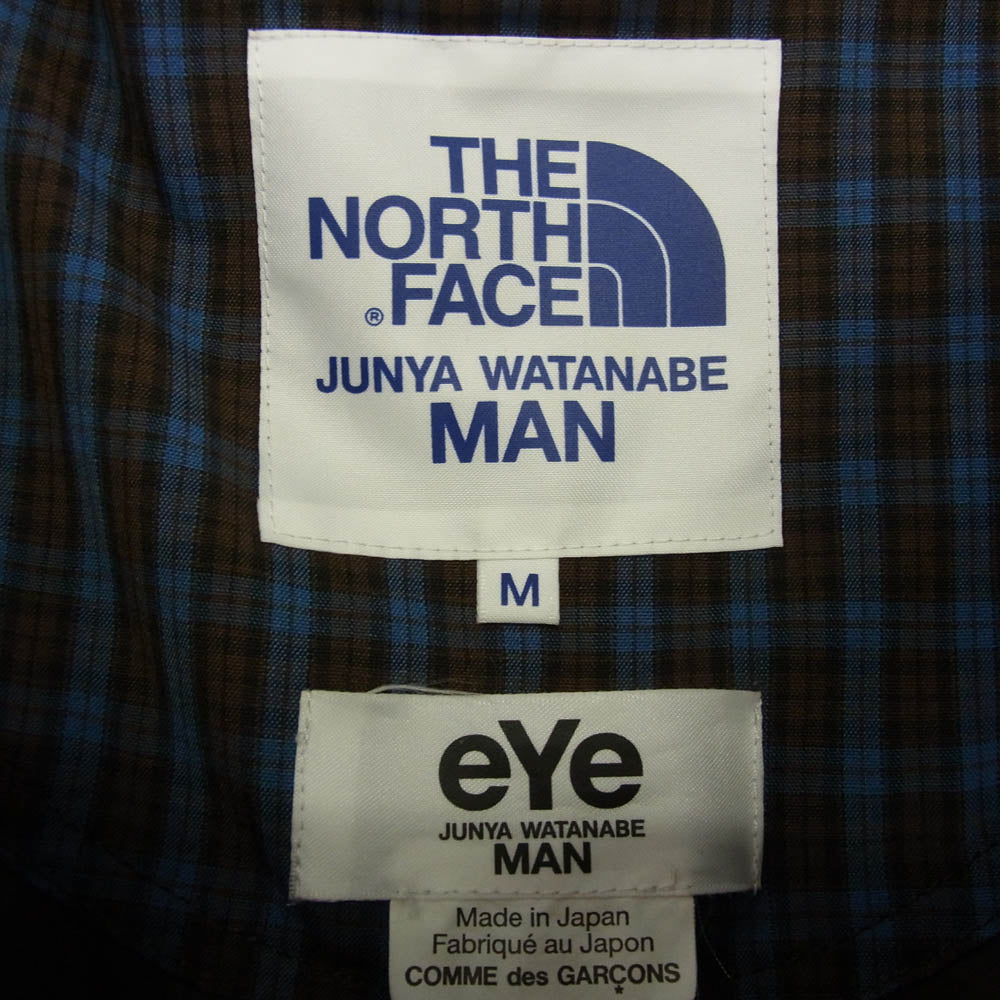 THE
NORTH
FACE
®
JUNYA WATANABE
MAN
M
eYe
JUNYA WATANABE
MAN
Made in Japan
Fabriqué au Japon
COMME des GARÇONS